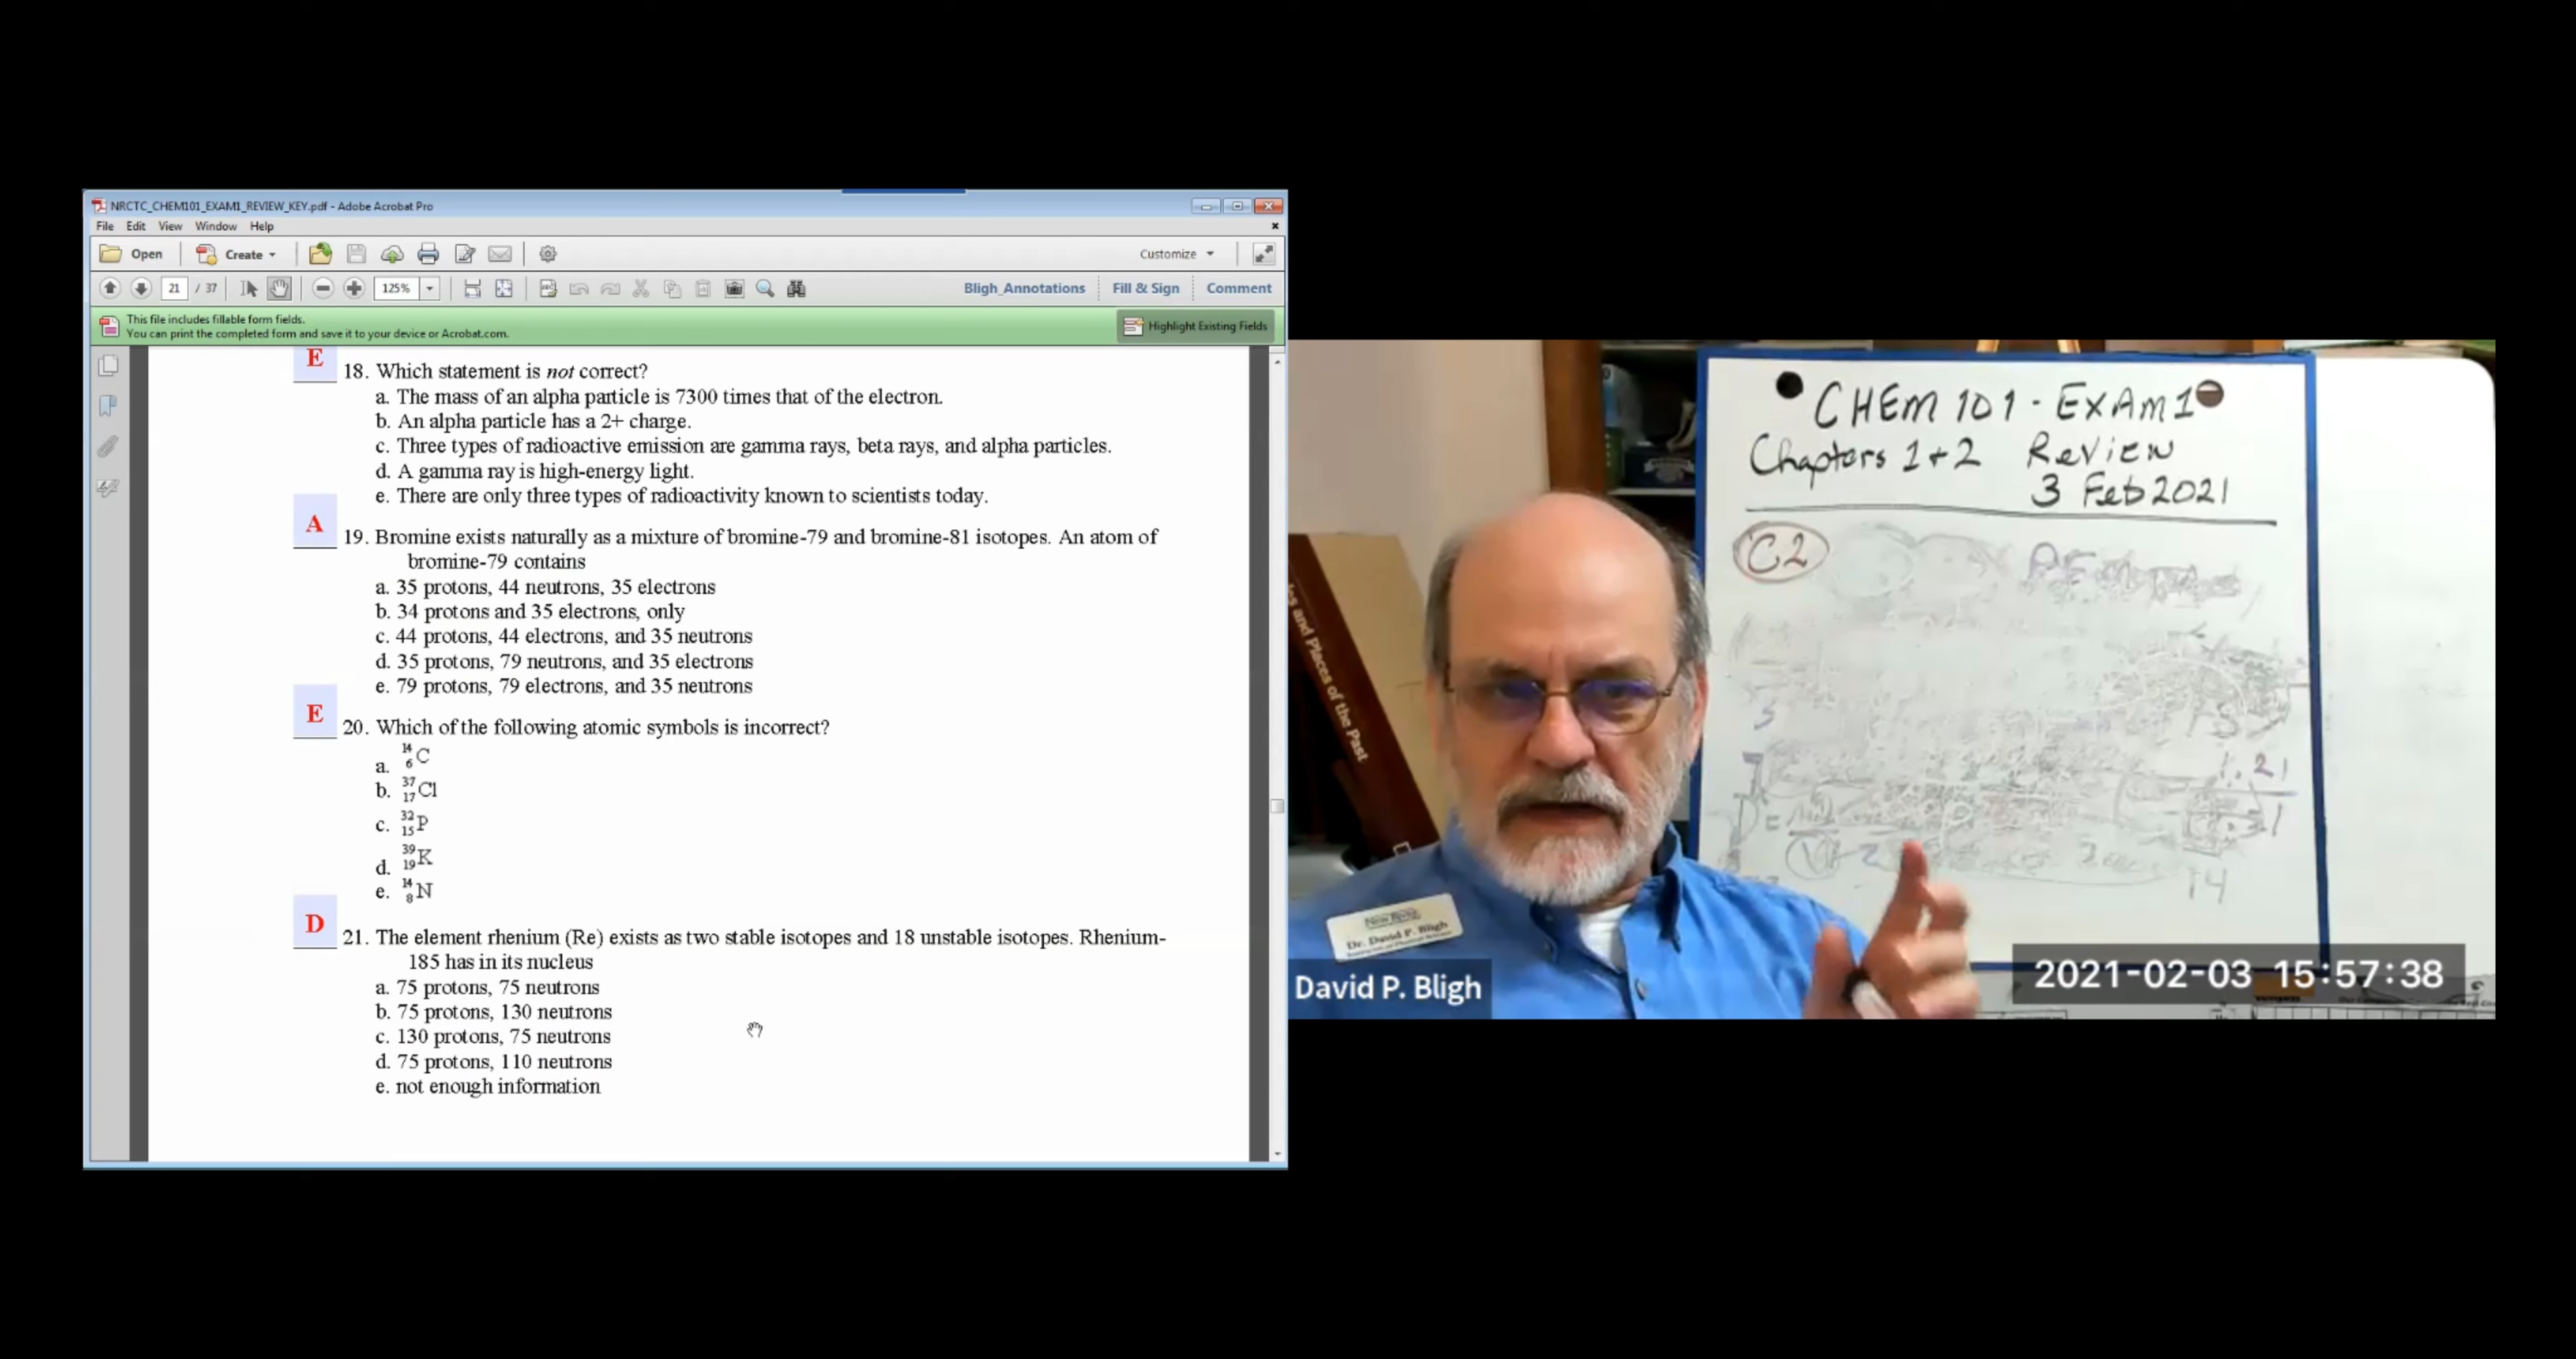 NRCTC_CHEM101_EXAM1_REVIEW_KEY.pdf - Adobe Acrobat Pro
File Edit View Window Help
Open Create Customize
21 / 37 125% Bligh_Annotations Fill & Sign Comment
This file includes fillable form fields.
You can print the completed form and save it to your device or Acrobat.com.
Highlight Existing Fields
E
18. Which statement is not correct?
a. The mass of an alpha particle is 7300 times that of the electron.
b. An alpha particle has a 2+ charge.
c. Three types of radioactive emission are gamma rays, beta rays, and alpha particles.
d. A gamma ray is high-energy light.
e. There are only three types of radioactivity known to scientists today.
A
19. Bromine exists naturally as a mixture of bromine-79 and bromine-81 isotopes. An atom of
bromine-79 contains
a. 35 protons, 44 neutrons, 35 electrons
b. 34 protons and 35 electrons, only
c. 44 protons, 44 electrons, and 35 neutrons
d. 35 protons, 79 neutrons, and 35 electrons
e. 79 protons, 79 electrons, and 35 neutrons
E
20. Which of the following atomic symbols is incorrect?
a. 14 6 C
b. 37 17 Cl
c. 32 15 P
d. 39 19 K
e. 14 8 N
D
21. The element rhenium (Re) exists as two stable isotopes and 18 unstable isotopes. Rhenium-
185 has in its nucleus
a. 75 protons, 75 neutrons
b. 75 protons, 130 neutrons
c. 130 protons, 75 neutrons
d. 75 protons, 110 neutrons
e. not enough information
CHEM 101 - EXAM 1
Chapters 1+2 Review
3 Feb 2021
C2
and Places of the Past
Dr. David P. Bligh
David P. Bligh
2021-02-03 15:57:38